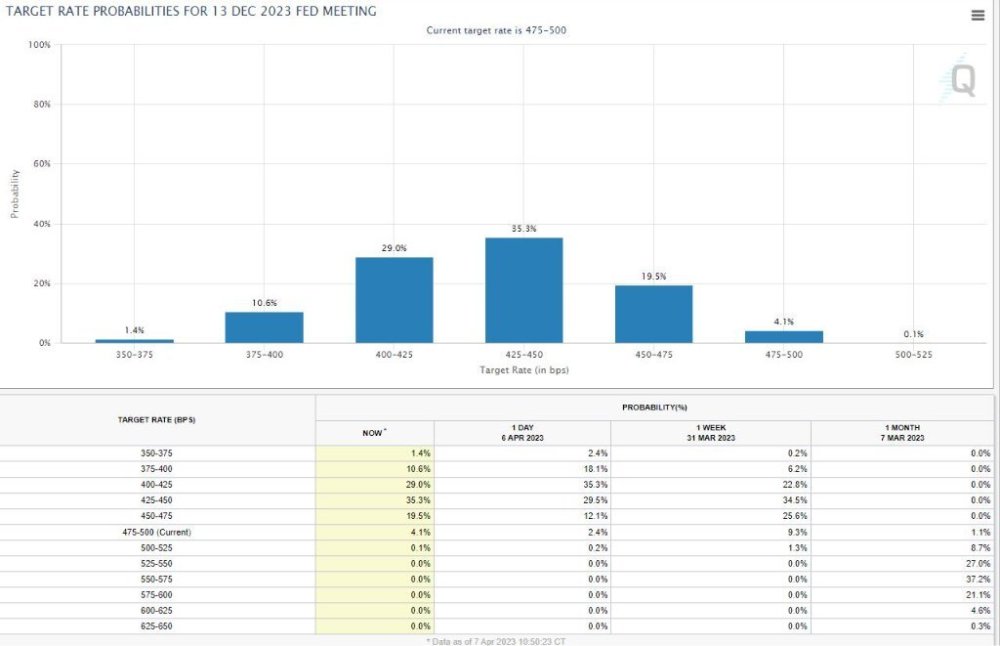 TARGET RATE PROBABILITIES FOR 13 DEC 2023 FED MEETING
Current target rate is 475-500
100%
80%
60%
40%
20%
0%
Probability
Q
1.4%
10.6%
29.0%
35.3%
19.5%
4.1%
0.1%
350-375 375-400 400-425 425-450 450-475 475-500 500-525
Target Rate (in bps)
TARGET RATE (BPS) PROBABILITY(%)
NOW * 1 DAY 6 APR 2023 1 WEEK 31 MAR 2023 1 MONTH 7 MAR 2023
350-375 1.4% 2.4% 0.2% 0.0%
375-400 10.6% 18.1% 6.2% 0.0%
400-425 29.0% 35.3% 22.8% 0.0%
425-450 35.3% 29.5% 34.5% 0.0%
450-475 19.5% 12.1% 25.6% 0.0%
475-500 (Current) 4.1% 2.4% 9.3% 1.1%
500-525 0.1% 0.2% 1.3% 8.7%
525-550 0.0% 0.0% 0.0% 27.0%
550-575 0.0% 0.0% 0.0% 37.2%
575-600 0.0% 0.0% 0.0% 21.1%
600-625 0.0% 0.0% 0.0% 4.6%
625-650 0.0% 0.0% 0.0% 0.3%
* Data as of 7 Apr 2023 10:50:23 CT